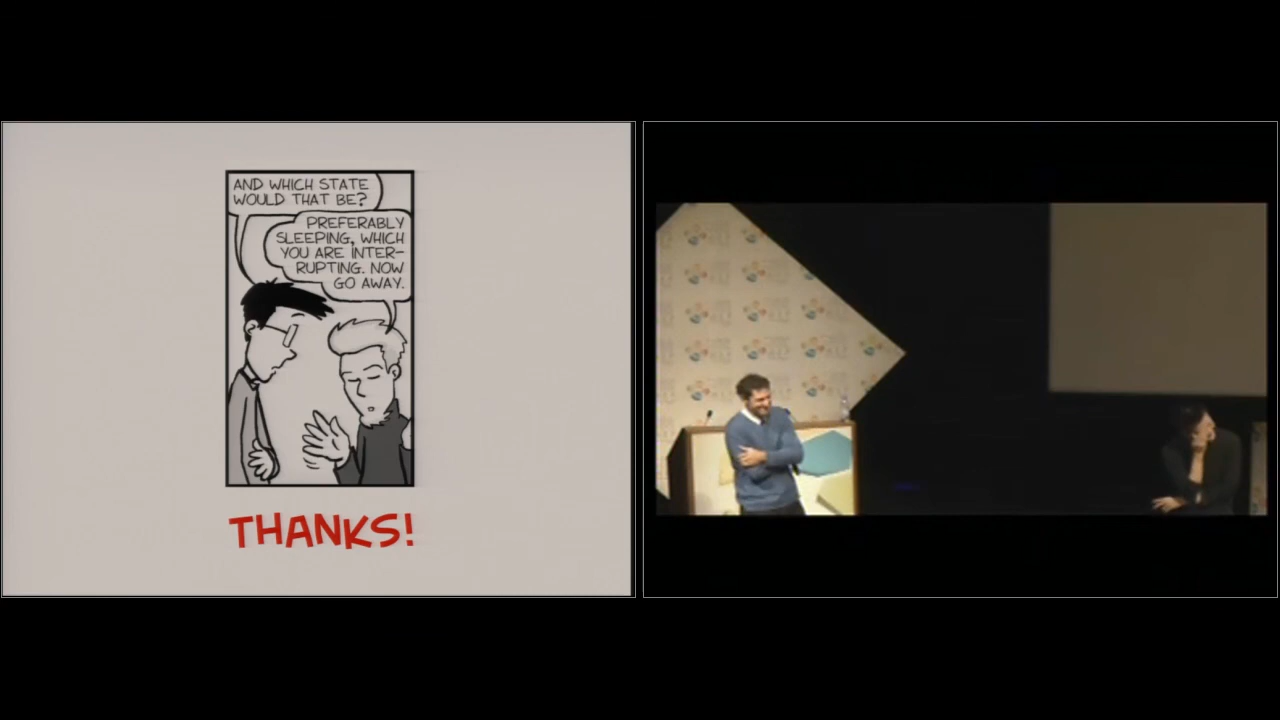 AND WHICH STATE
WOULD THAT BE?
PREFERABLY
SLEEPING, WHICH
YOU ARE INTER-
RUPTING. NOW
GO AWAY.
THANKS!